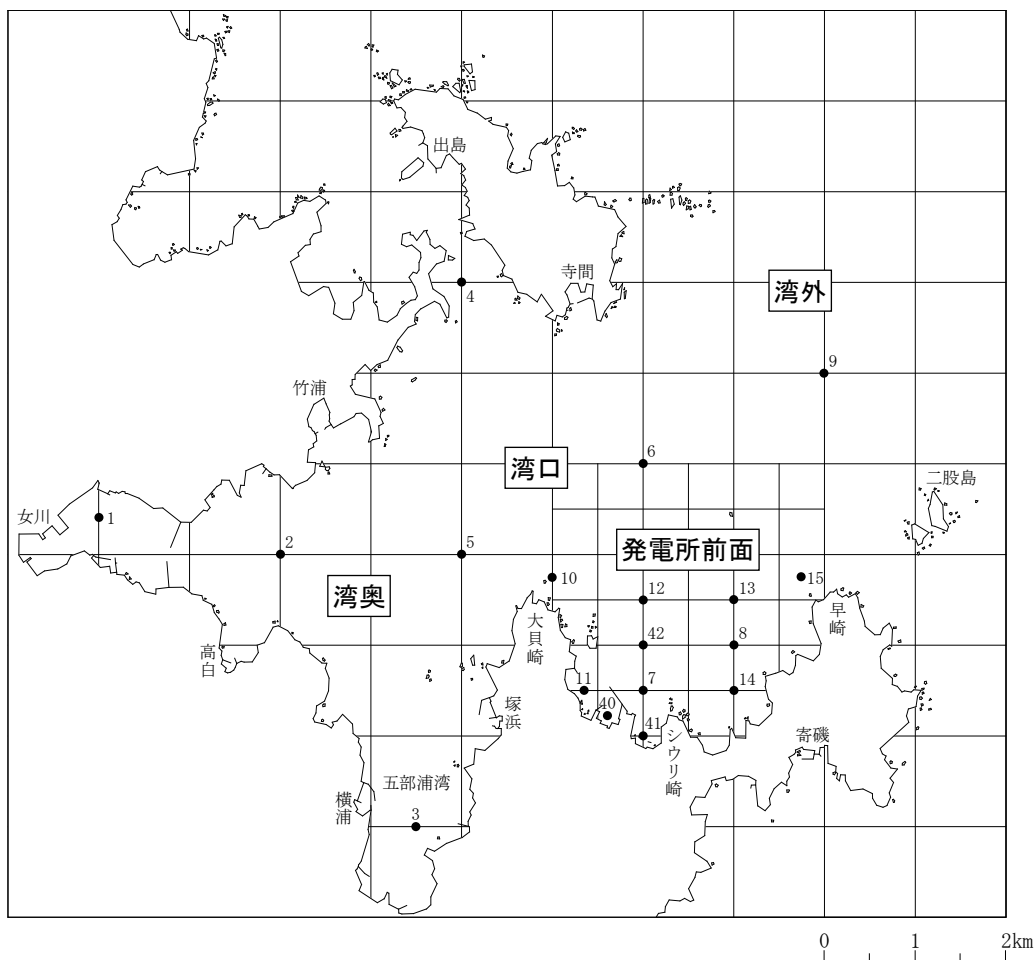 出島
寺間
4
湾外
9
竹浦
湾口
6
二股島
女川
1
2
5
発電所前面
10
15
湾奥
12
13
早崎
大貝崎
42
8
高白
11
7
14
塚浜
40
41
シウリ崎
寄磯
五部浦湾
横浦
3
0 1 2km